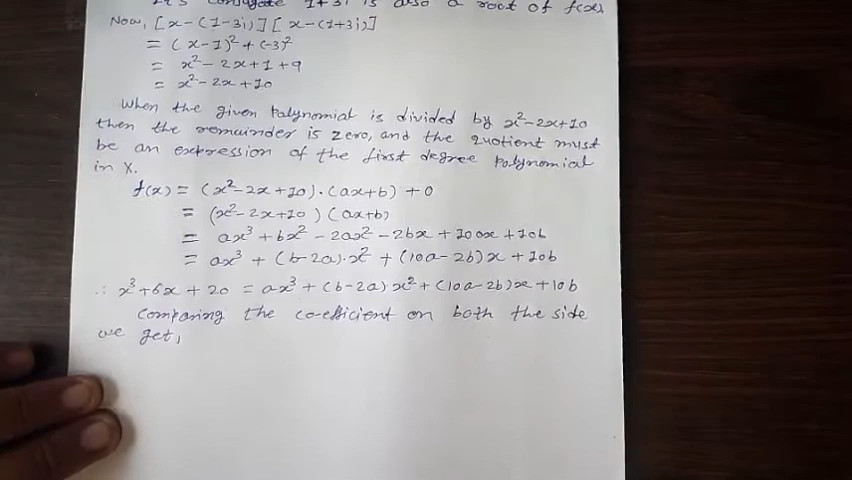 It's conjugate 1+3i is also a root of f(x)
Now, [x-(1-3i)][x-(1+3i)]
= (x-1)²+(-3)²
= x²-2x+1+9
= x²-2x+10
When the given Polynomial is divided by x²-2x+10
then the remainder is zero, and the quotient must
be an expression of the first degree polynomial
in X.
f(x) = (x²-2x+10).(ax+b)+0
= (x²-2x+10)(ax+b)
= ax³+bx²-2ax²-2bx+10ax+10b
= ax³+(b-2a).x²+(10a-2b)x+10b
∴ x³+6x+20 = ax³+(b-2a)x²+(10a-2b)x+10b
Comparing the co-efficient on both the side
we get,